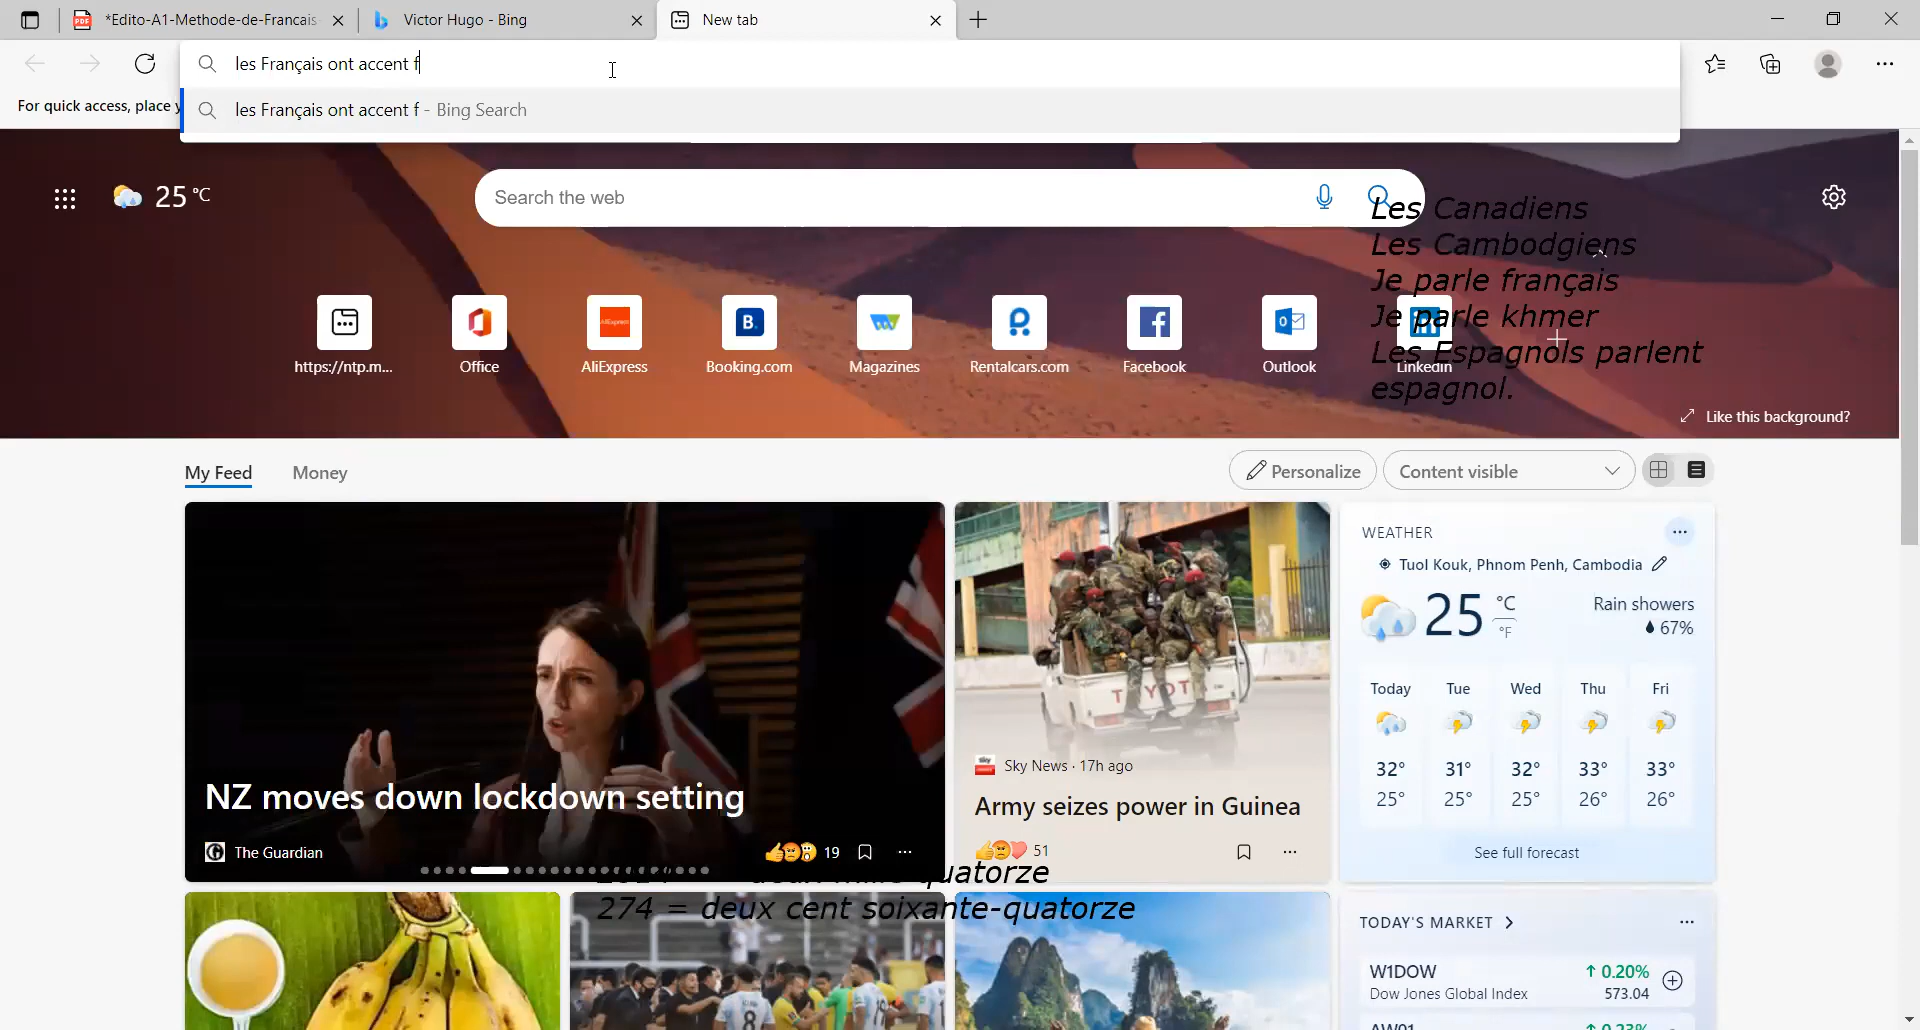 *Edito-A1-Methode-de-Francais
Victor Hugo - Bing
New tab
les Français ont accent f
For quick access, place y
les Français ont accent f - Bing Search
25 °C
Search the web
Les Canadiens
Les Cambodgiens
Je parle français
Je parle khmer
Les Espagnols parlent
espagnol.
https://ntp.m...
Office
AliExpress
Booking.com
Magazines
Rentalcars.com
Facebook
Outlook
LinkedIn
Like this background?
My Feed
Money
Personalize
Content visible
NZ moves down lockdown setting
The Guardian
19
TOYOT
Sky News · 17h ago
Army seizes power in Guinea
51
WEATHER
Tuol Kouk, Phnom Penh, Cambodia
25 °C
°F
Rain showers
67%
Today Tue Wed Thu Fri
32° 31° 32° 33° 33°
25° 25° 25° 26° 26°
See full forecast
quatorze
274 = deux cent soixante-quatorze
TODAY'S MARKET
W1DOW
0.20%
Dow Jones Global Index
573.04